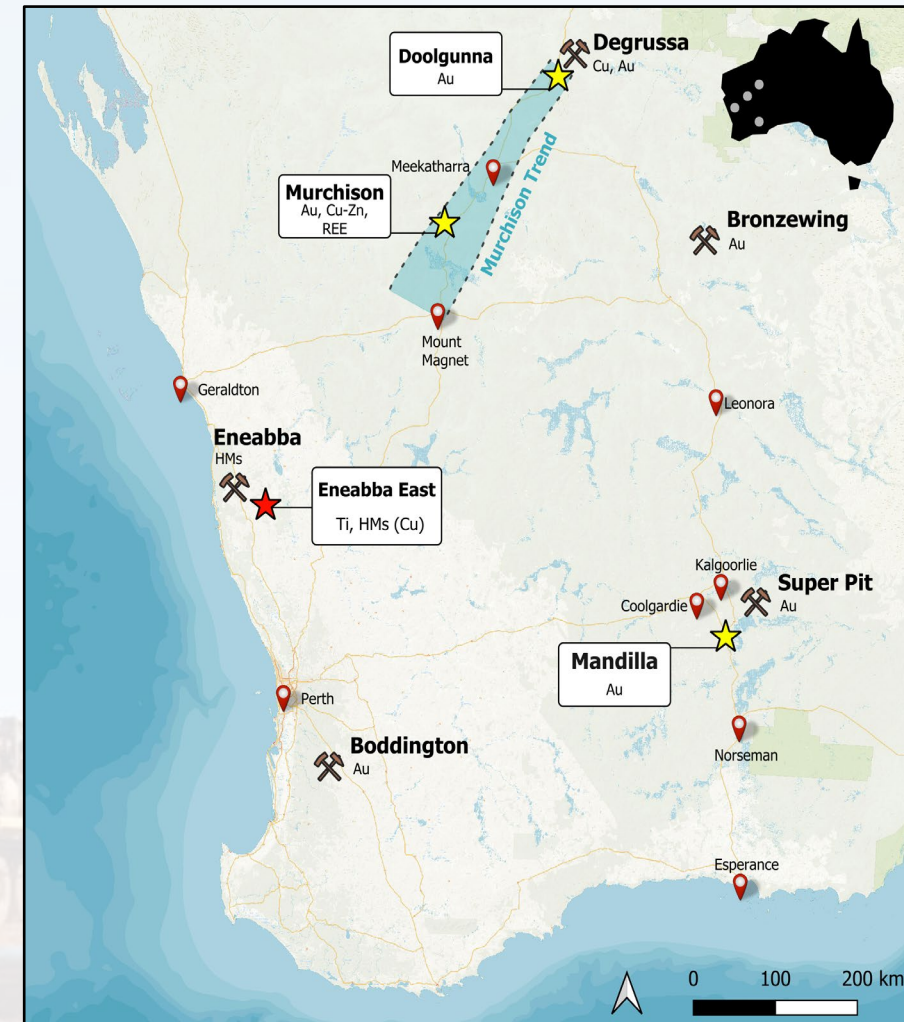 Doolgunna
Au
Degrussa
Cu, Au
Meekatharra
Murchison
Au, Cu-Zn,
REE
Murchison Trend
Bronzewing
Au
Mount
Magnet
Geraldton
Leonora
Eneabba
HMs
Eneabba East
Ti, HMs (Cu)
Kalgoorlie
Super Pit
Au
Coolgardie
Mandilla
Au
Perth
Norseman
Boddington
Au
Esperance
0 100 200 km